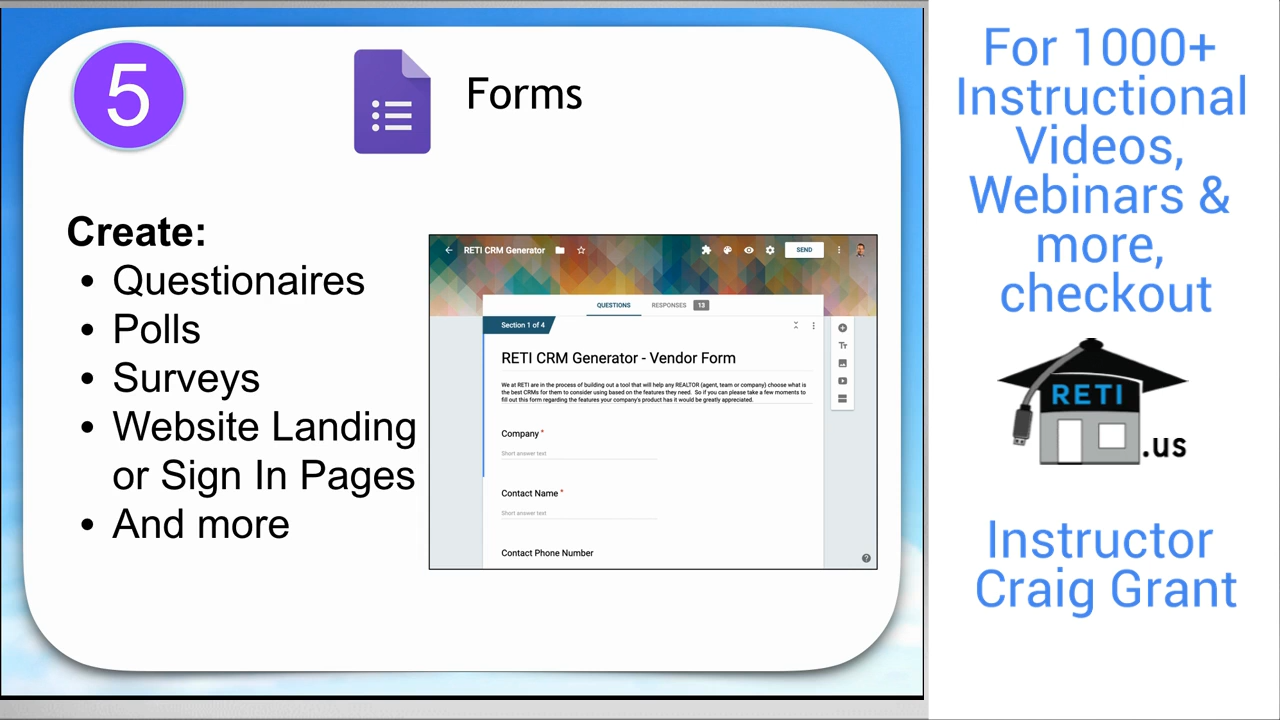 5
Forms
Create:
• Questionaires
• Polls
• Surveys
• Website Landing
or Sign In Pages
• And more
RETI CRM Generator
SEND
QUESTIONS
RESPONSES 13
Section 1 of 4
RETI CRM Generator - Vendor Form
We at RETI are in the process of building out a tool that will help any REALTOR (agent, team or company) choose what is
the best CRMs for them to consider using based on the features they need. So if you can please take a few moments to
fill out this form regarding the features your company's product has it would be greatly appreciated.
Company *
Short answer text
Contact Name *
Short answer text
Contact Phone Number
For 1000+
Instructional
Videos,
Webinars &
more,
checkout
RETI
.us
Instructor
Craig Grant